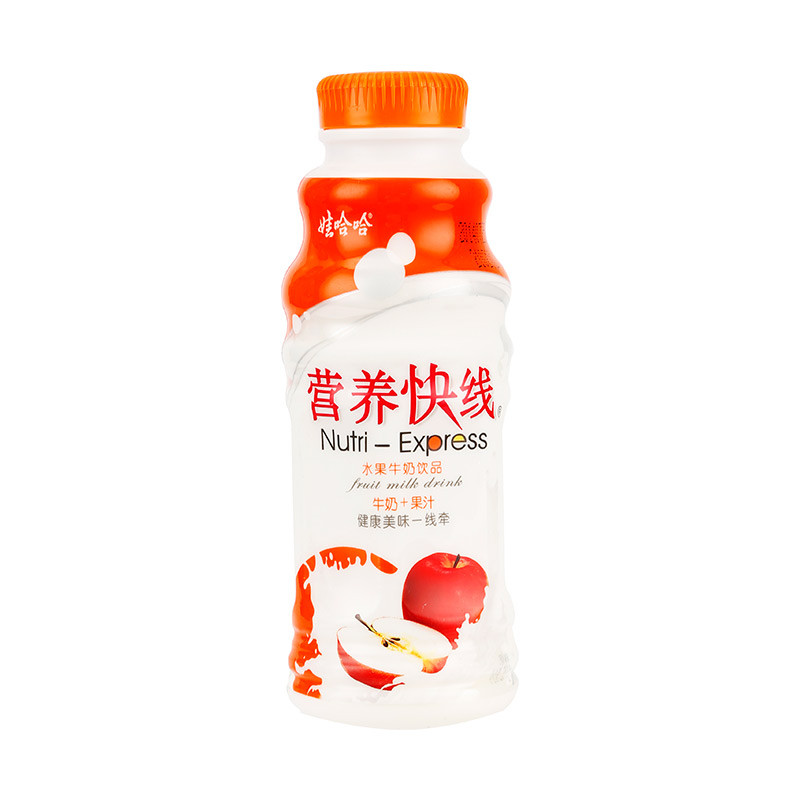 娃哈哈®
营养快线
Nutri - Express
水果牛奶饮品
fruit milk drink
牛奶+果汁
健康美味一线牵